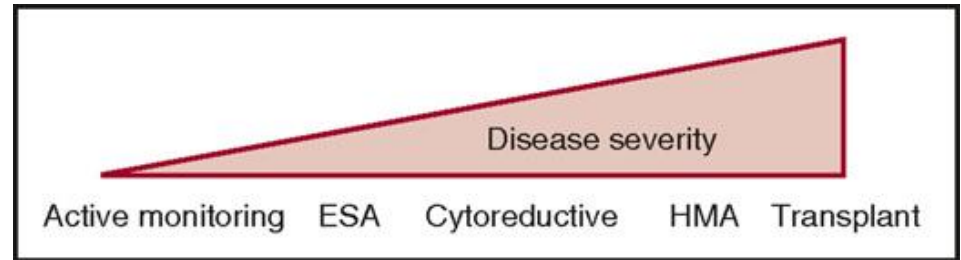 Disease severity
Active monitoring ESA Cytoreductive HMA Transplant